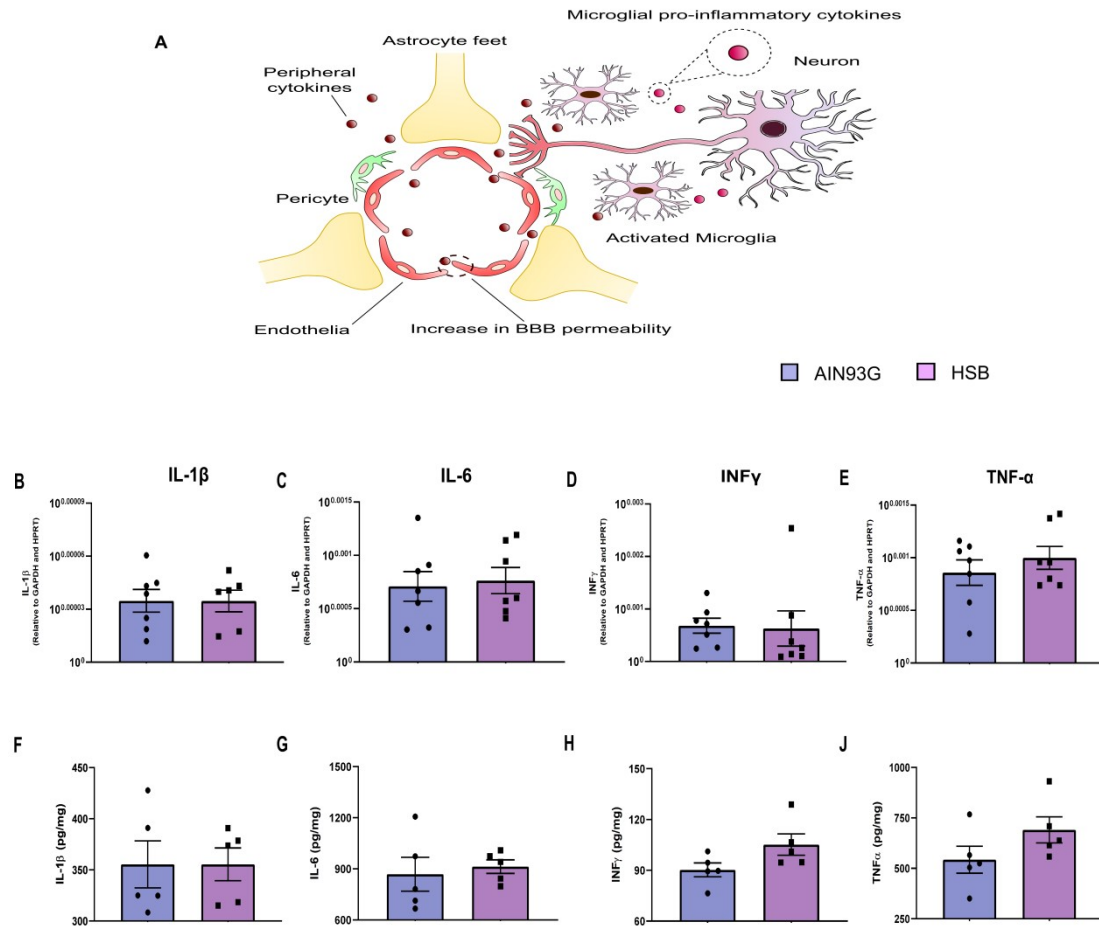 A
Microglial pro-inflammatory cytokines
Astrocyte feet
Neuron
Peripheral
cytokines
Pericyte
Activated Microglia
Endothelia
Increase in BBB permeability
AIN93G
HSB
B
IL-1β
IL-1β
(Relative to GAPDH and HPRT)
10^0.00009
10^0.00006
10^0.00003
10^0
C
IL-6
IL-6
(Relative to GAPDH and HPRT)
10^0.0015
10^0.001
10^0.0005
10^0
D
INFγ
INFγ
(Relative to GAPDH and HPRT)
10^0.003
10^0.002
10^0.001
10^0
E
TNF-α
TNF-α
(Relative to GAPDH and HPRT)
10^0.0015
10^0.001
10^0.0005
10^0
F
IL-1β (pg/mg)
450
400
350
300
G
IL-6 (pg/mg)
1500
1200
900
600
H
INFγ (pg/mg)
150
120
90
60
J
TNFα (pg/mg)
1000
750
500
250